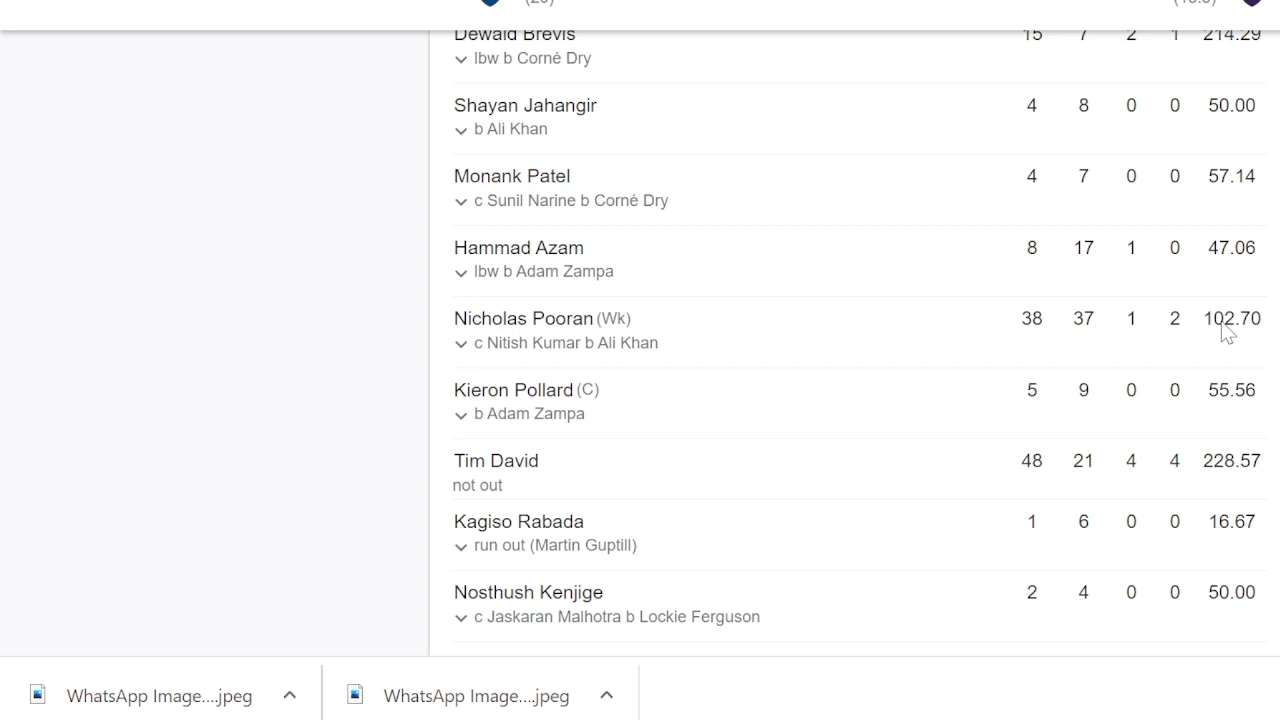 Dewald Brevis 15 7 2 1 214.29
lbw b Corné Dry
Shayan Jahangir 4 8 0 0 50.00
b Ali Khan
Monank Patel 4 7 0 0 57.14
c Sunil Narine b Corné Dry
Hammad Azam 8 17 1 0 47.06
lbw b Adam Zampa
Nicholas Pooran (Wk) 38 37 1 2 102.70
c Nitish Kumar b Ali Khan
Kieron Pollard (C) 5 9 0 0 55.56
b Adam Zampa
Tim David 48 21 4 4 228.57
not out
Kagiso Rabada 1 6 0 0 16.67
run out (Martin Guptill)
Nosthush Kenjige 2 4 0 0 50.00
c Jaskaran Malhotra b Lockie Ferguson
WhatsApp Image....jpeg WhatsApp Image....jpeg